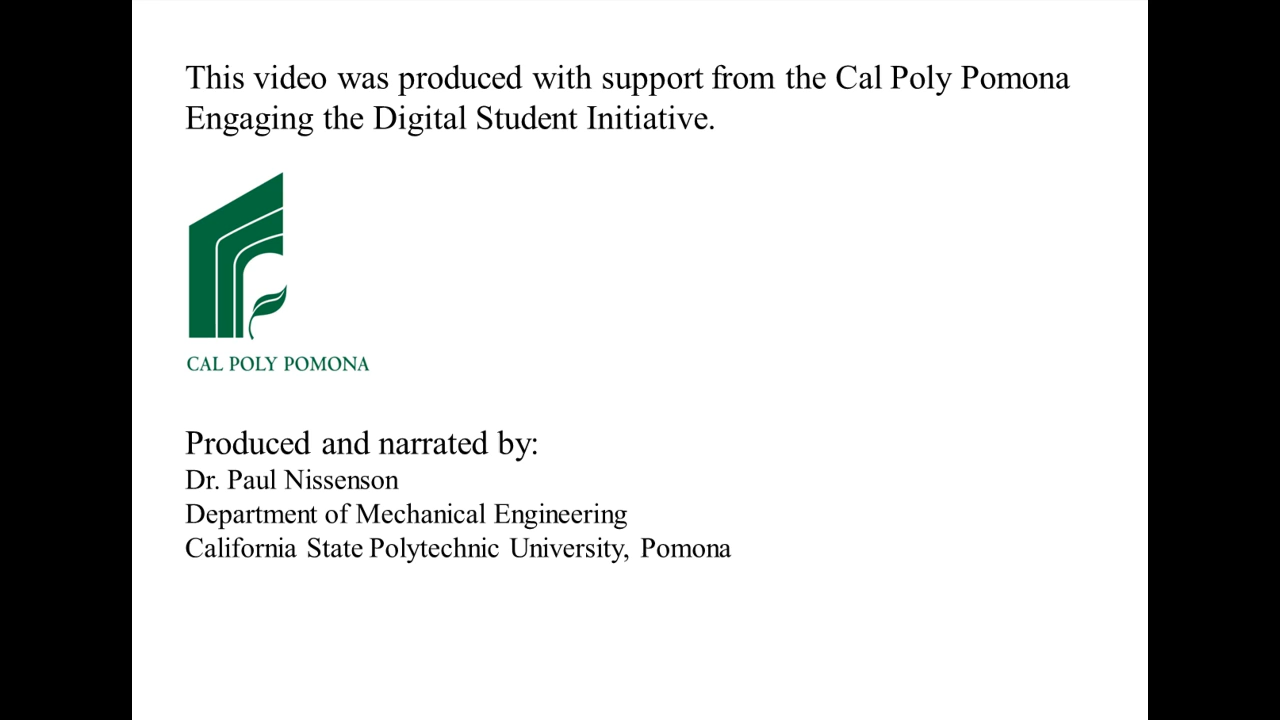 This video was produced with support from the Cal Poly Pomona
Engaging the Digital Student Initiative.
CAL POLY POMONA
Produced and narrated by:
Dr. Paul Nissenson
Department of Mechanical Engineering
California State Polytechnic University, Pomona